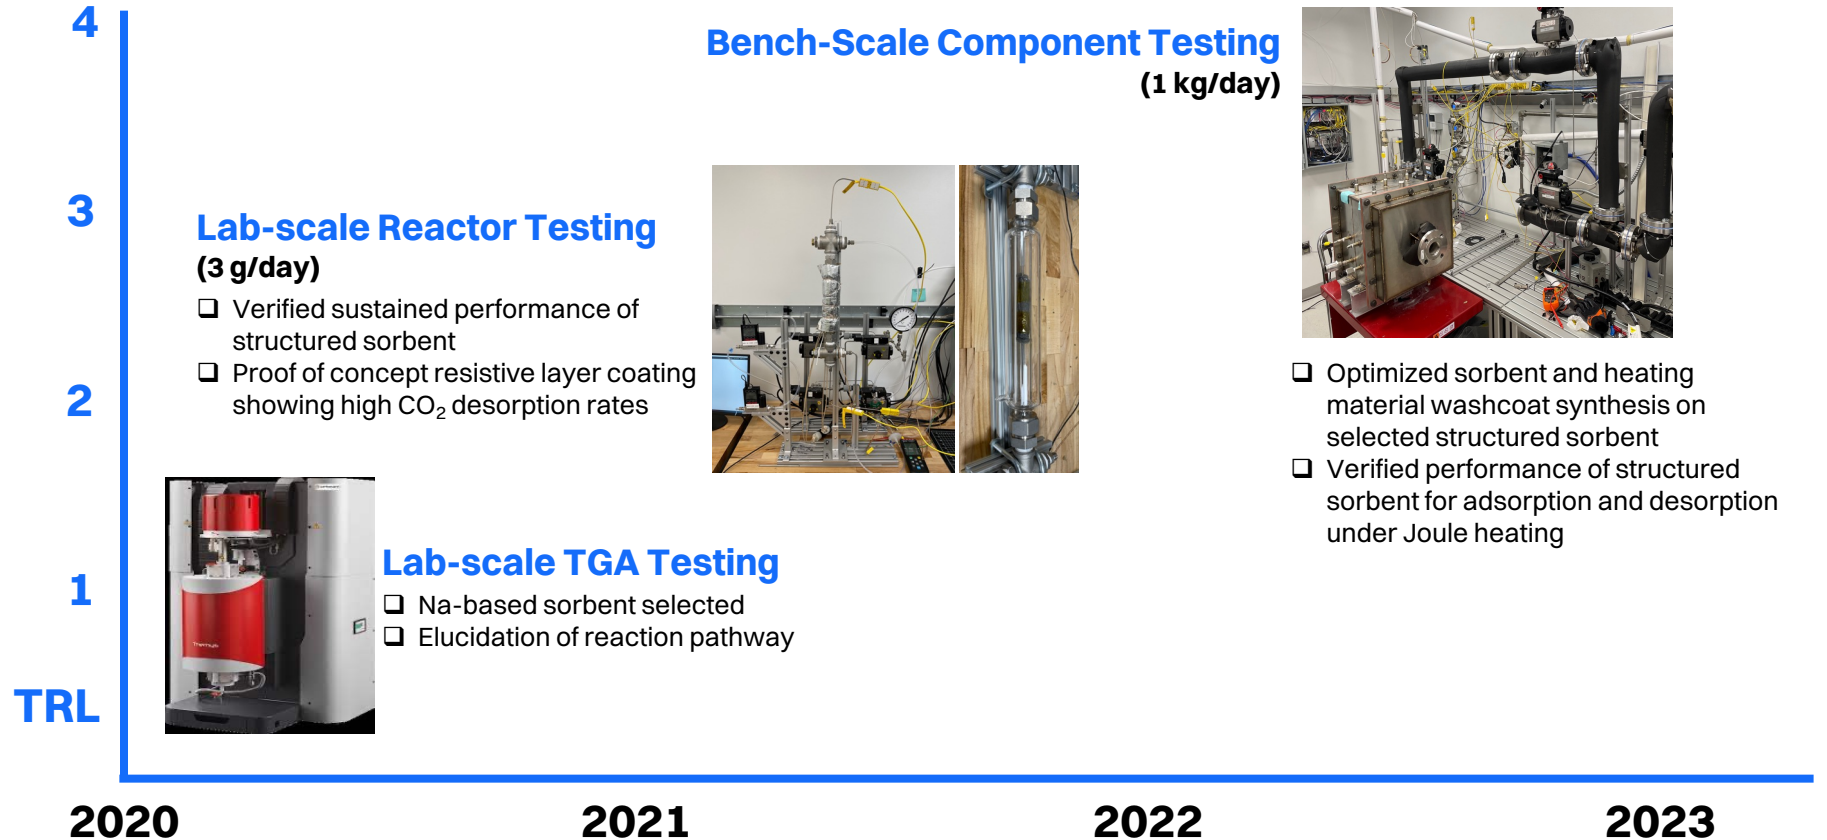 4
Bench-Scale Component Testing
(1 kg/day)
3
Lab-scale Reactor Testing
(3 g/day)
❑ Verified sustained performance of
structured sorbent
❑ Proof of concept resistive layer coating
showing high CO₂ desorption rates
2
❑ Optimized sorbent and heating
material washcoat synthesis on
selected structured sorbent
❑ Verified performance of structured
sorbent for adsorption and desorption
under Joule heating
Lab-scale TGA Testing
1
❑ Na-based sorbent selected
❑ Elucidation of reaction pathway
TRL
2020 2021 2022 2023